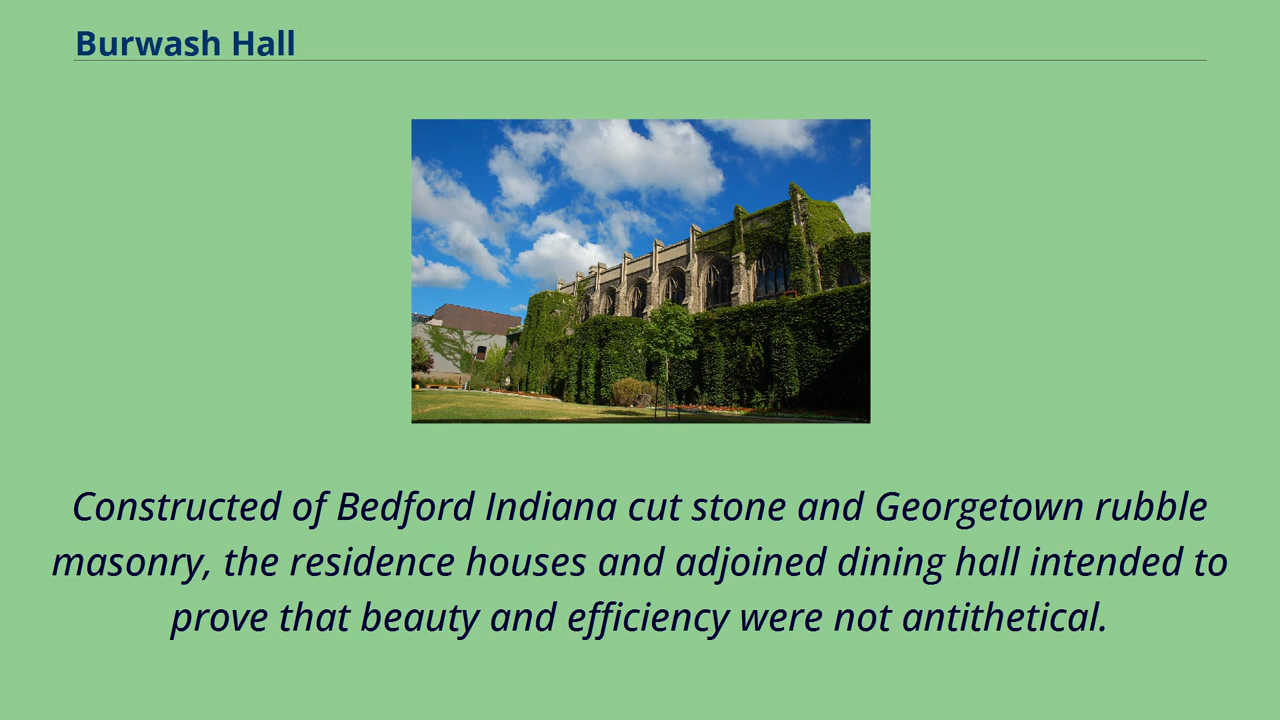 Burwash Hall
Constructed of Bedford Indiana cut stone and Georgetown rubble
masonry, the residence houses and adjoined dining hall intended to
prove that beauty and efficiency were not antithetical.